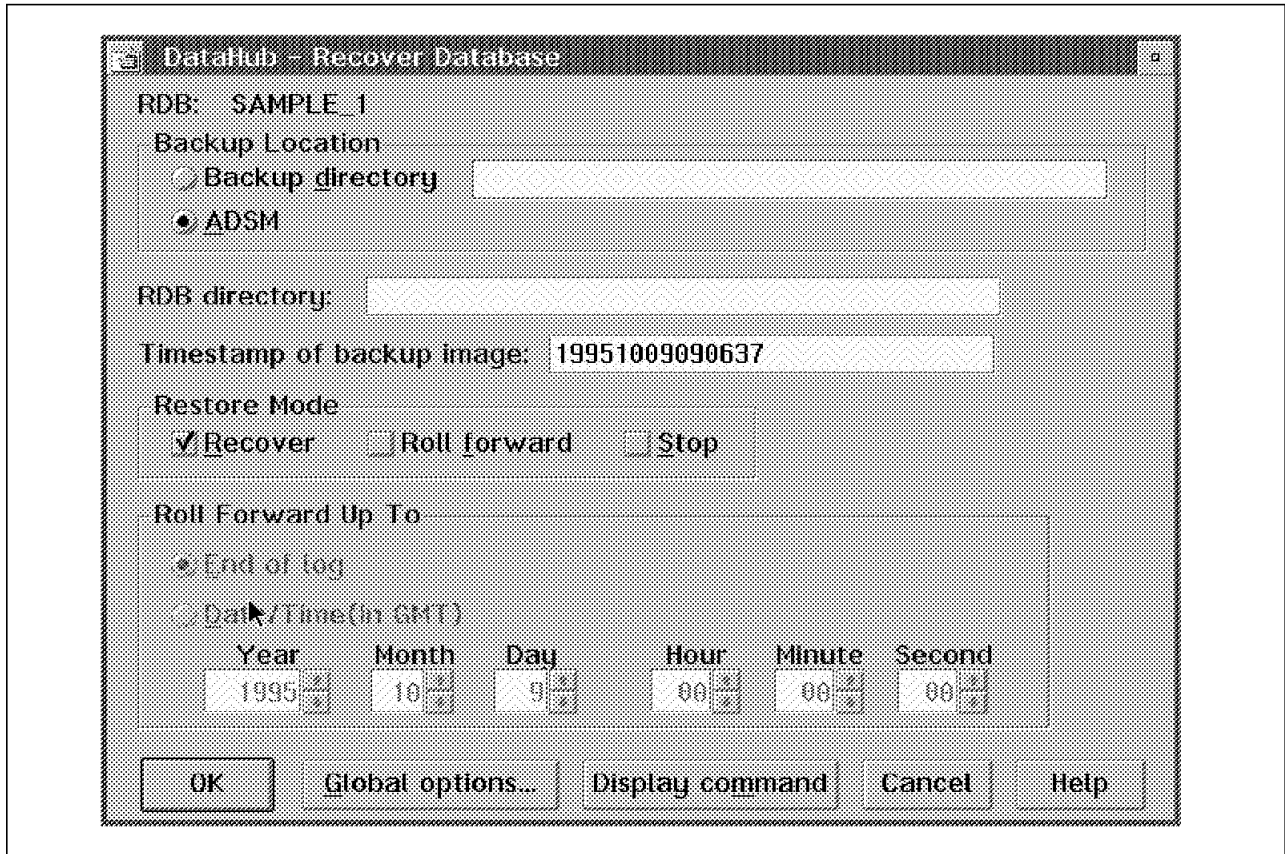 DataHub - Recover Database
RDB: SAMPLE_1
Backup Location
Backup directory
ADSM
RDB directory:
Timestamp of backup image: 19951009090637
Restore Mode
Recover Roll forward Stop
Roll Forward Up To
End of log
Date/Time(in GMT)
Year Month Day Hour Minute Second
1995 10 9 00 00 00
OK Global options... Display command Cancel Help